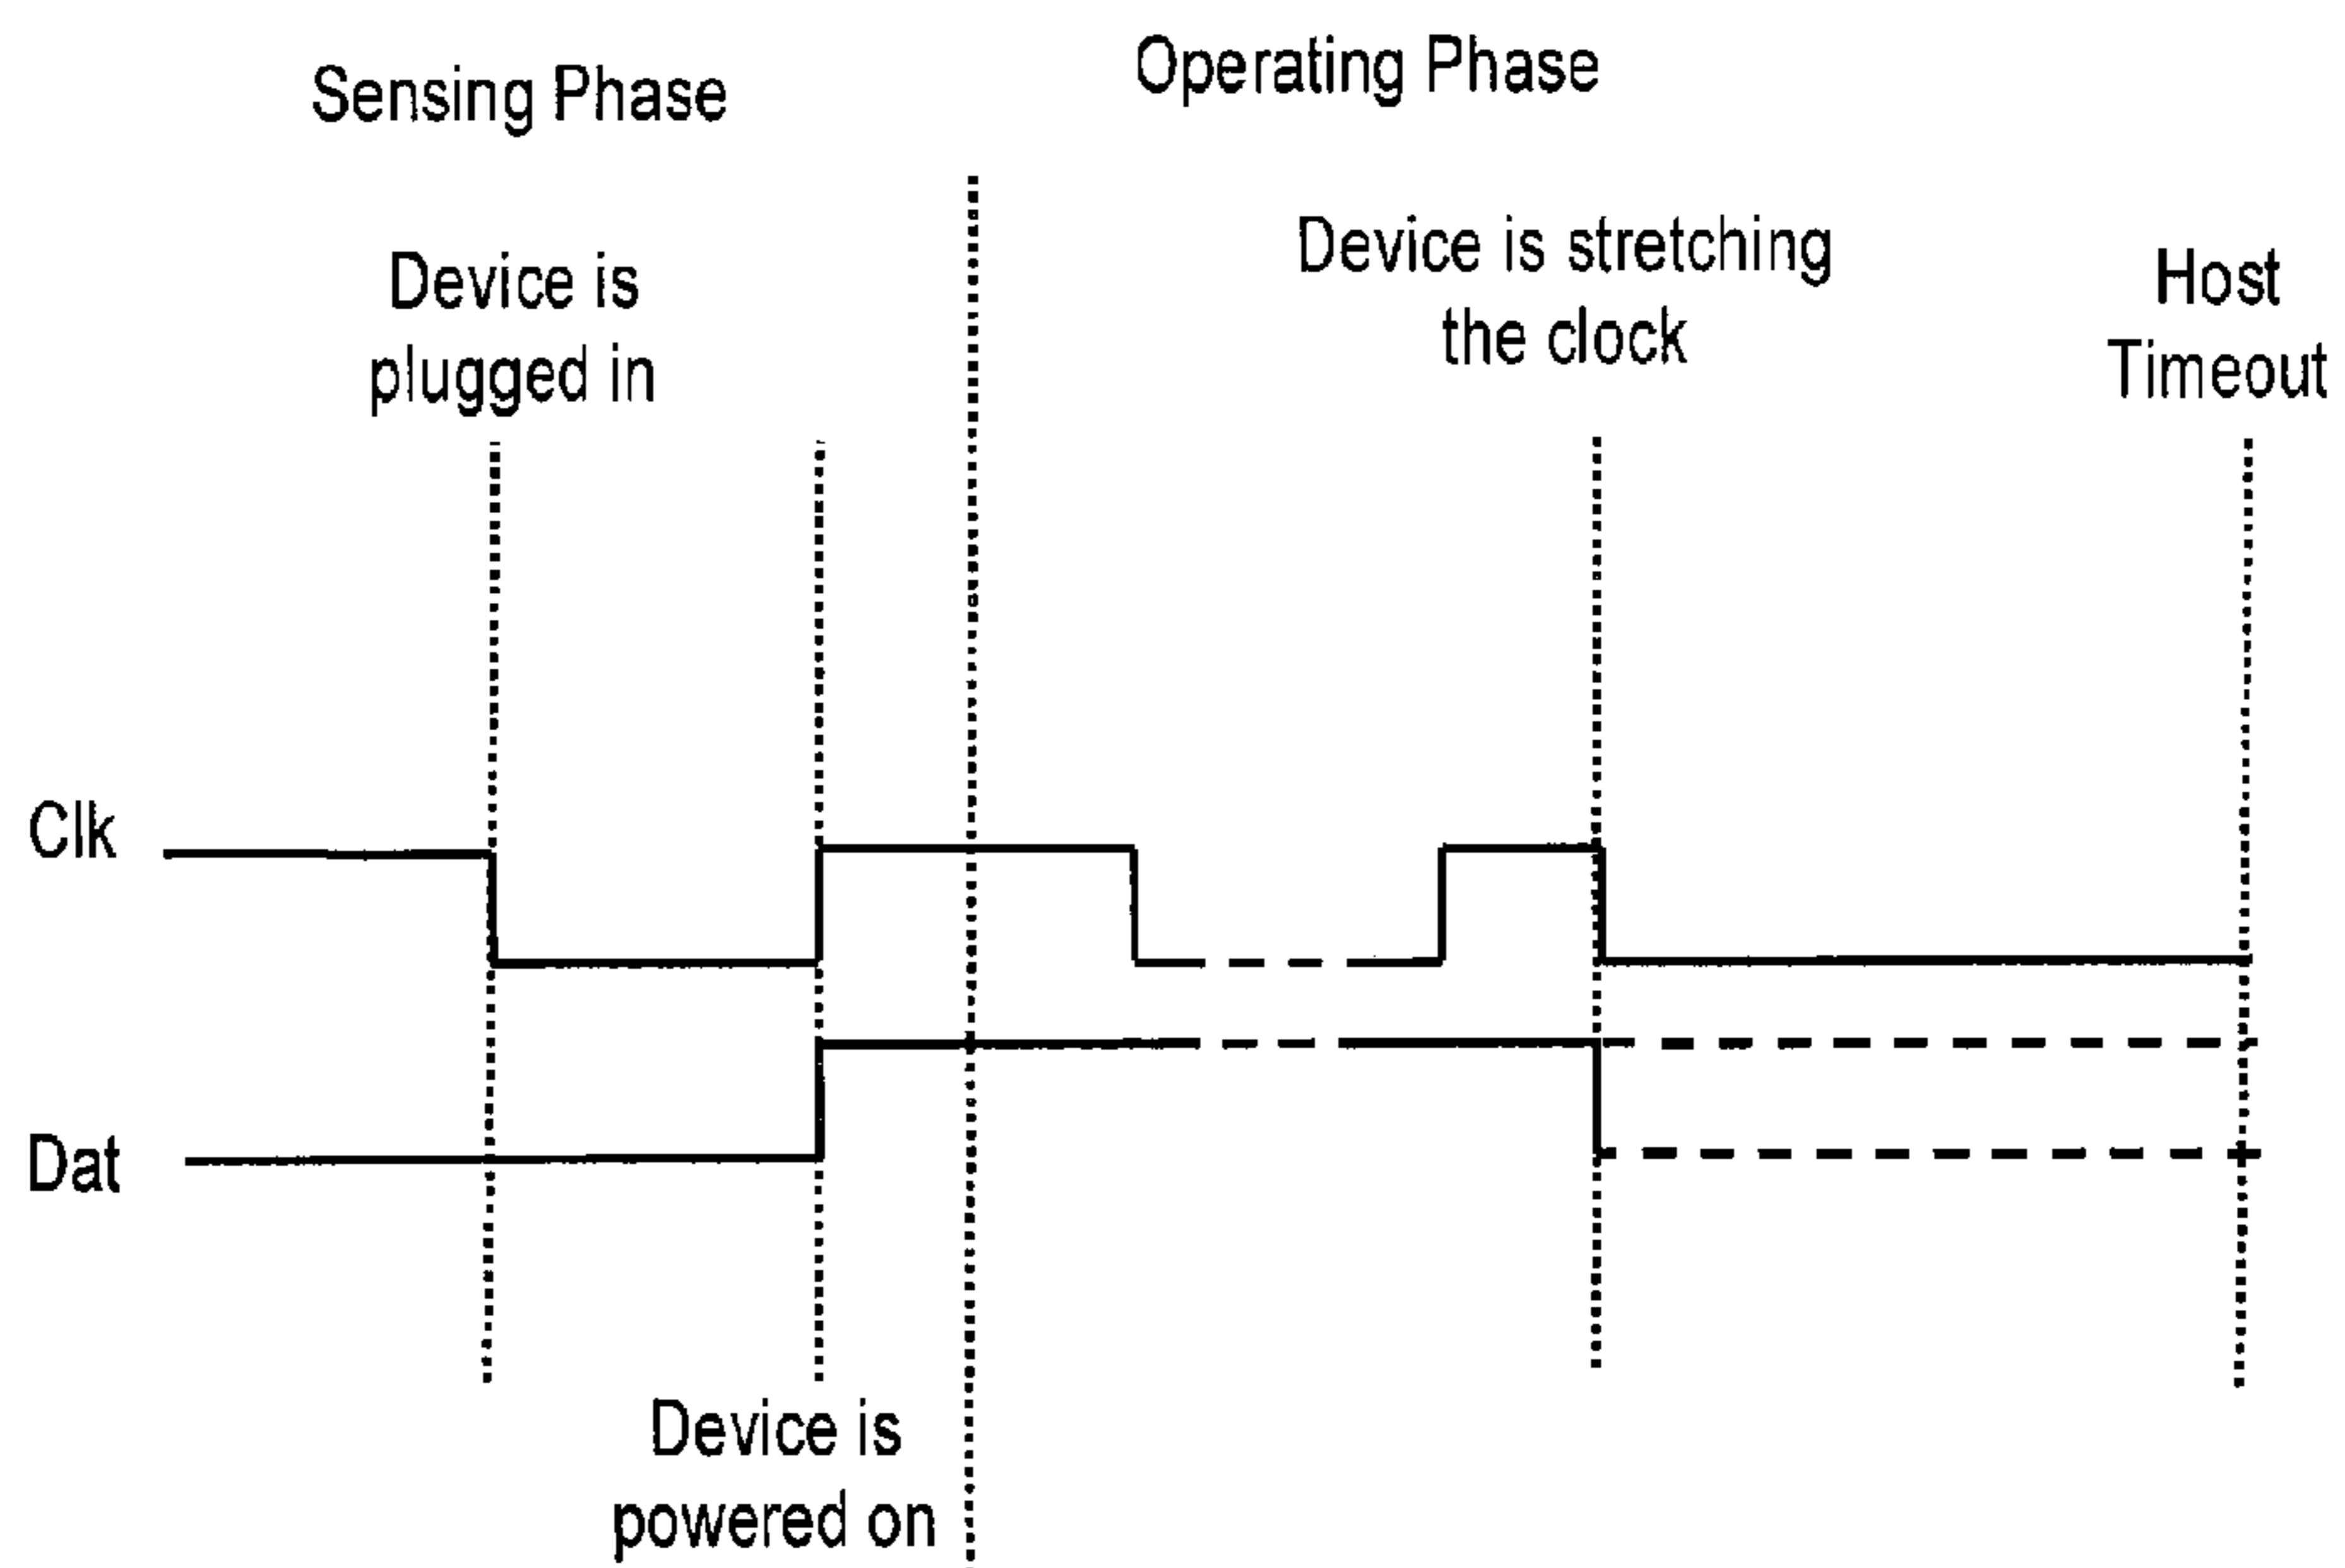 Sensing Phase
Operating Phase
Device is
plugged in
Device is stretching
the clock
Host
Timeout
Clk
Dat
Device is
powered on